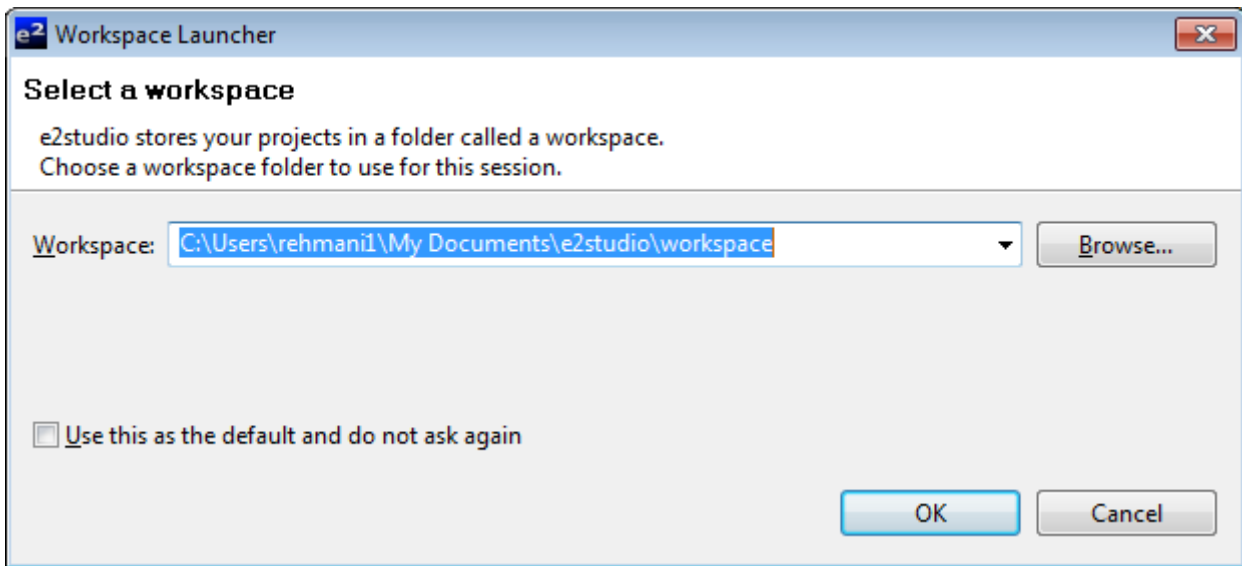 e² Workspace Launcher
Select a workspace
e2studio stores your projects in a folder called a workspace.
Choose a workspace folder to use for this session.
Workspace: C:\Users\rehmani1\My Documents\e2studio\workspace Browse...
Use this as the default and do not ask again
OK Cancel